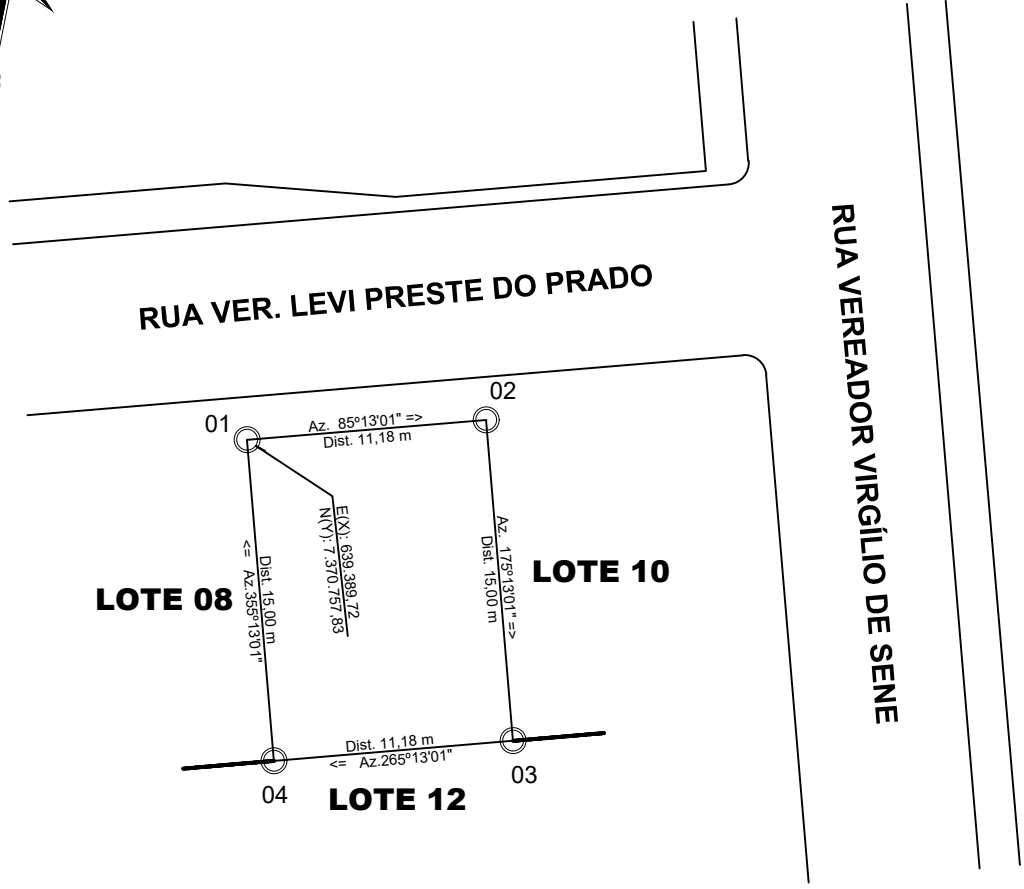 RUA VER. LEVI PRESTE DO PRADO
RUA VEREADOR VIRGÍLIO DE SENE
01
02
Az.  85º13'01" =>
Dist. 11,18 m
E(X): 639.389,72
N(Y): 7.370.757,83
Az.  175º13'01" =>
Dist. 15,00 m
LOTE 10
LOTE 08
Dist. 15,00 m
<=  Az.355º13'01"
Dist. 11,18 m
<=   Az.265º13'01"
03
04
LOTE 12